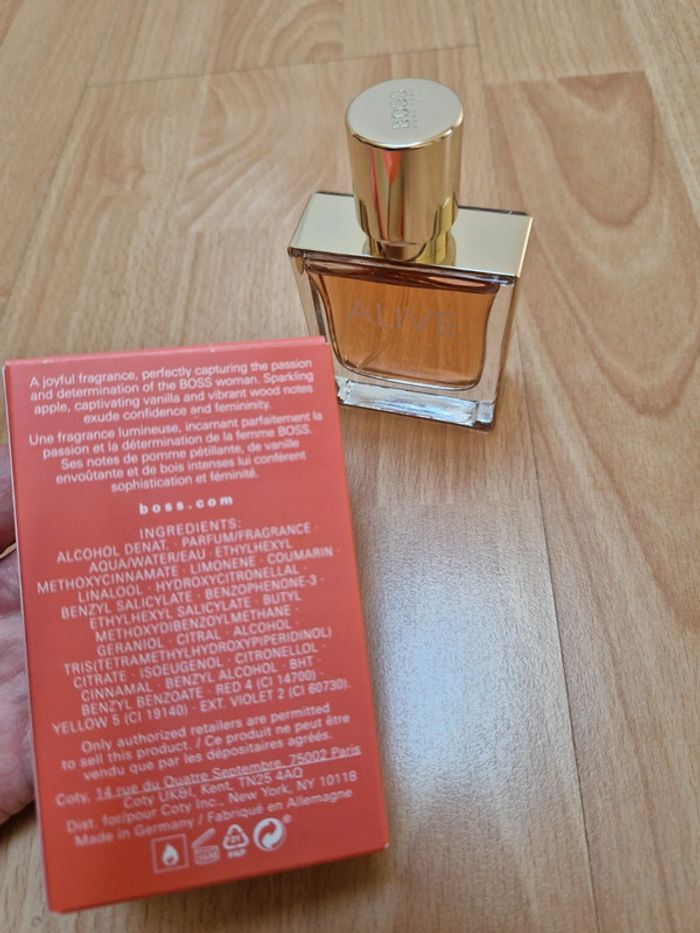 BOSS
ALIVE
A joyful fragrance, perfectly capturing the passion
and determination of the BOSS woman. Sparkling
apple, captivating vanilla and vibrant wood notes
exude confidence and femininity.
Une fragrance lumineuse, incarnant parfaitement la
passion et la détermination de la femme BOSS.
Ses notes de pomme pétillante, de vanille
envoûtante et de bois intenses lui confèrent
sophistication et féminité.
boss.com
INGREDIENTS:
ALCOHOL DENAT. · PARFUM/FRAGRANCE ·
AQUA/WATER/EAU · ETHYLHEXYL
METHOXYCINNAMATE · LIMONENE · COUMARIN ·
LINALOOL · HYDROXYCITRONELLAL ·
BENZYL SALICYLATE · BENZOPHENONE-3 ·
ETHYLHEXYL SALICYLATE · BUTYL
METHOXYDIBENZOYLMETHANE ·
GERANIOL · CITRAL · ALCOHOL ·
TRIS(TETRAMETHYLHYDROXYPIPERIDINOL)
CITRATE · ISOEUGENOL · CITRONELLOL ·
CINNAMAL · BENZYL ALCOHOL · BHT ·
BENZYL BENZOATE · RED 4 (CI 14700) ·
YELLOW 5 (CI 19140) · EXT. VIOLET 2 (CI 60730).
Only authorized retailers are permitted
to sell this product. / Ce produit ne peut être
vendu que par les dépositaires agréés.
Coty, 14 rue du Quatre Septembre, 75002 Paris
Coty UK&I, Kent, TN25 4AQ
Dist. for/pour Coty Inc., New York, NY 10118
Made in Germany / Fabriqué en Allemagne
36M
21
PAP